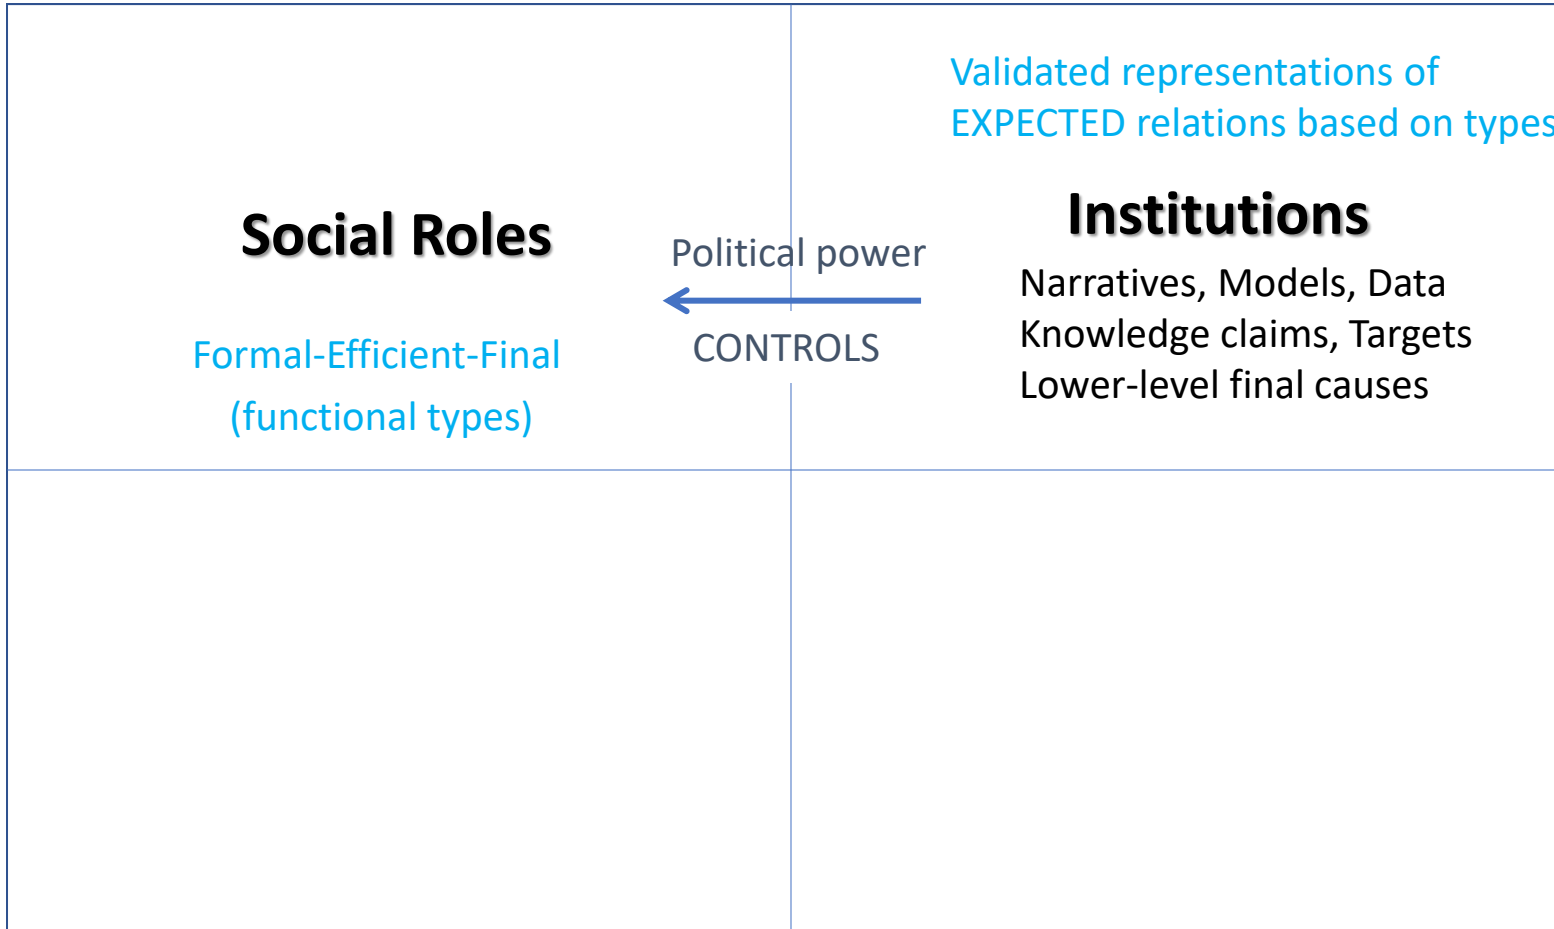 Validated representations of
EXPECTED relations based on types
Social Roles
Institutions
Political power
CONTROLS
Narratives, Models, Data
Knowledge claims, Targets
Lower-level final causes
Formal-Efficient-Final
(functional types)